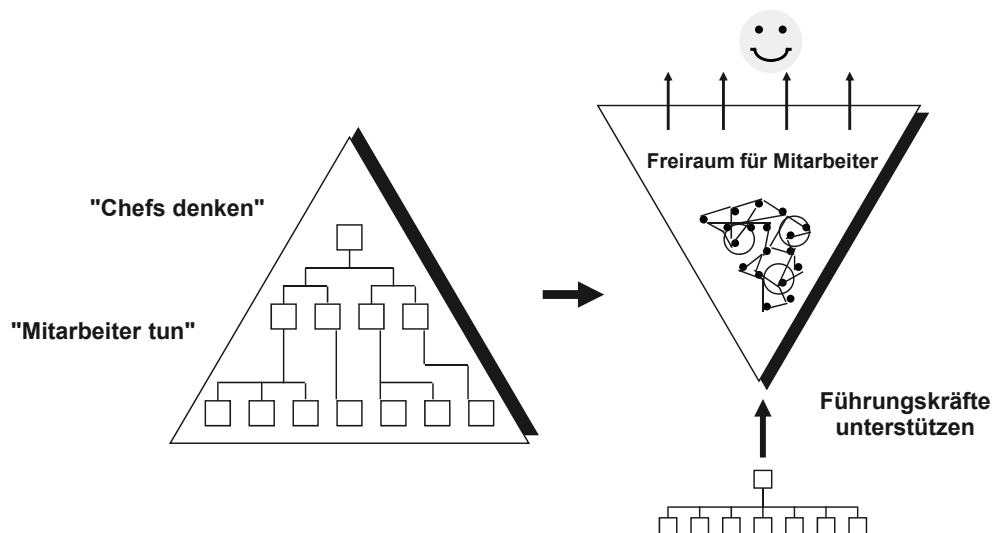 "Chefs denken"
"Mitarbeiter tun"
Freiraum für Mitarbeiter
Führungskräfte
unterstützen